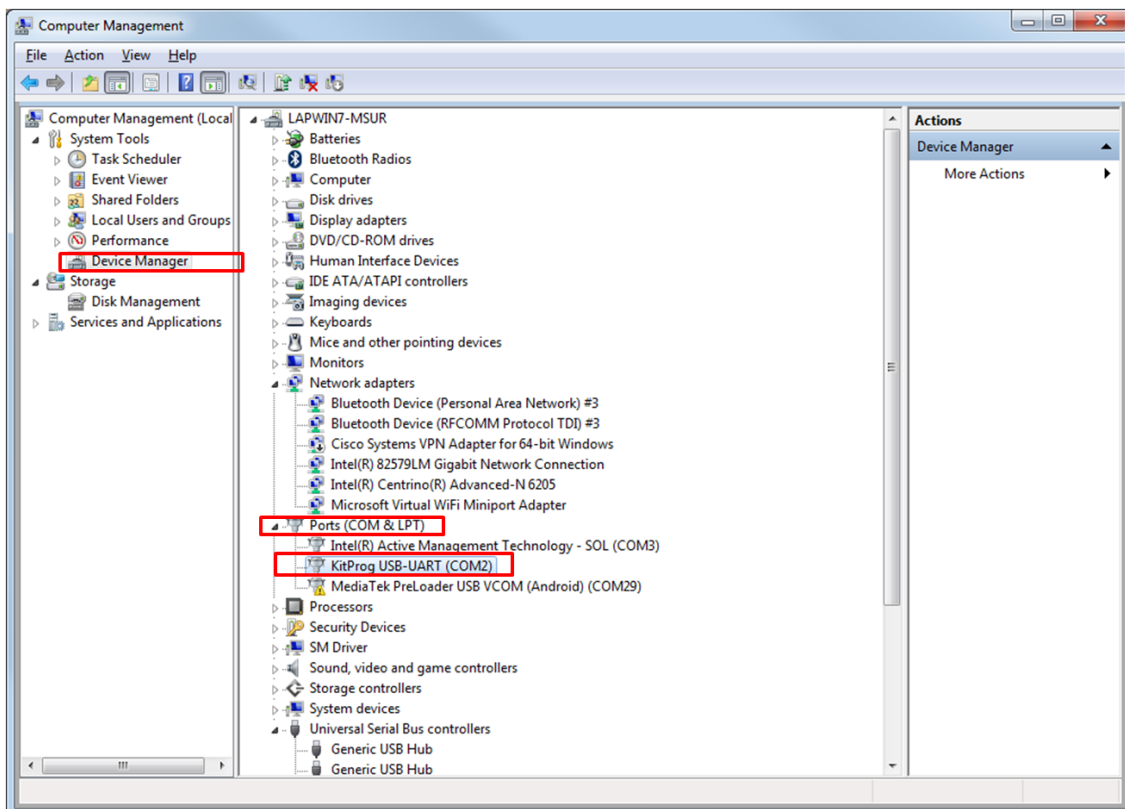 Computer Management
File Action View Help
Computer Management (Local
System Tools
Task Scheduler
Event Viewer
Shared Folders
Local Users and Groups
Performance
Device Manager
Storage
Disk Management
Services and Applications
LAPWIN7-MSUR
Batteries
Bluetooth Radios
Computer
Disk drives
Display adapters
DVD/CD-ROM drives
Human Interface Devices
IDE ATA/ATAPI controllers
Imaging devices
Keyboards
Mice and other pointing devices
Monitors
Network adapters
Bluetooth Device (Personal Area Network) #3
Bluetooth Device (RFCOMM Protocol TDI) #3
Cisco Systems VPN Adapter for 64-bit Windows
Intel(R) 82579LM Gigabit Network Connection
Intel(R) Centrino(R) Advanced-N 6205
Microsoft Virtual WiFi Miniport Adapter
Ports (COM & LPT)
Intel(R) Active Management Technology - SOL (COM3)
KitProg USB-UART (COM2)
MediaTek PreLoader USB VCOM (Android) (COM29)
Processors
Security Devices
SM Driver
Sound, video and game controllers
Storage controllers
System devices
Universal Serial Bus controllers
Generic USB Hub
Generic USB Hub
Actions
Device Manager
More Actions